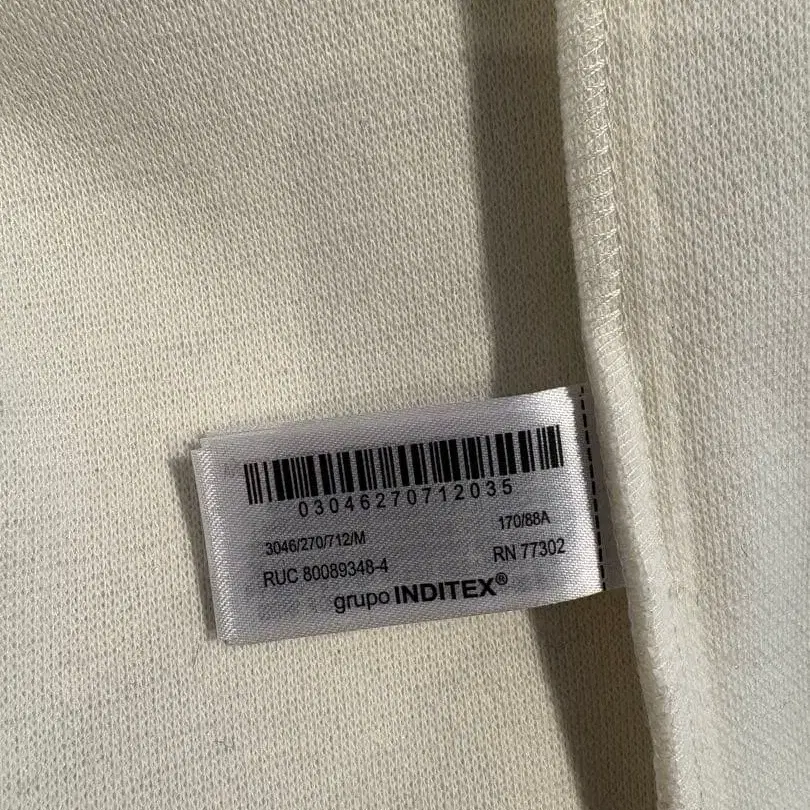 03046270712035
3046/270/712/M 170/88A
RUC 80089348-4 RN 77302
grupo INDITEX®